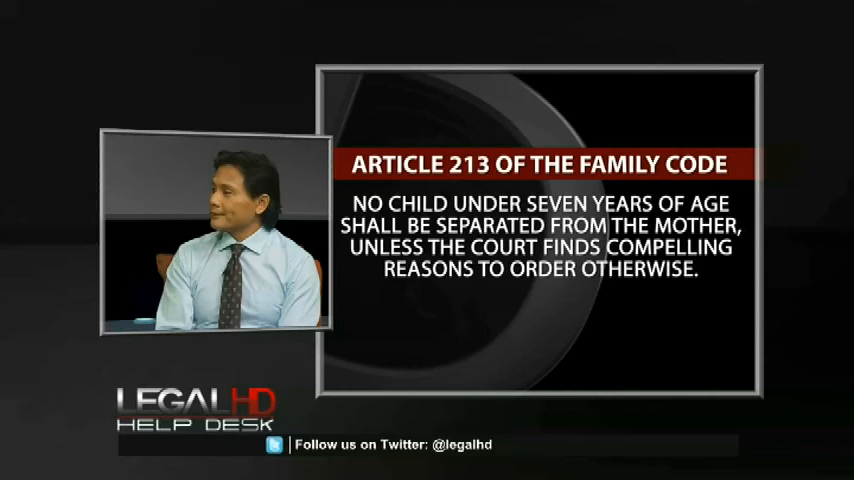 ARTICLE 213 OF THE FAMILY CODE
NO CHILD UNDER SEVEN YEARS OF AGE
SHALL BE SEPARATED FROM THE MOTHER,
UNLESS THE COURT FINDS COMPELLING
REASONS TO ORDER OTHERWISE.
LEGALHD
HELP DESK
Follow us on Twitter: @legalhd